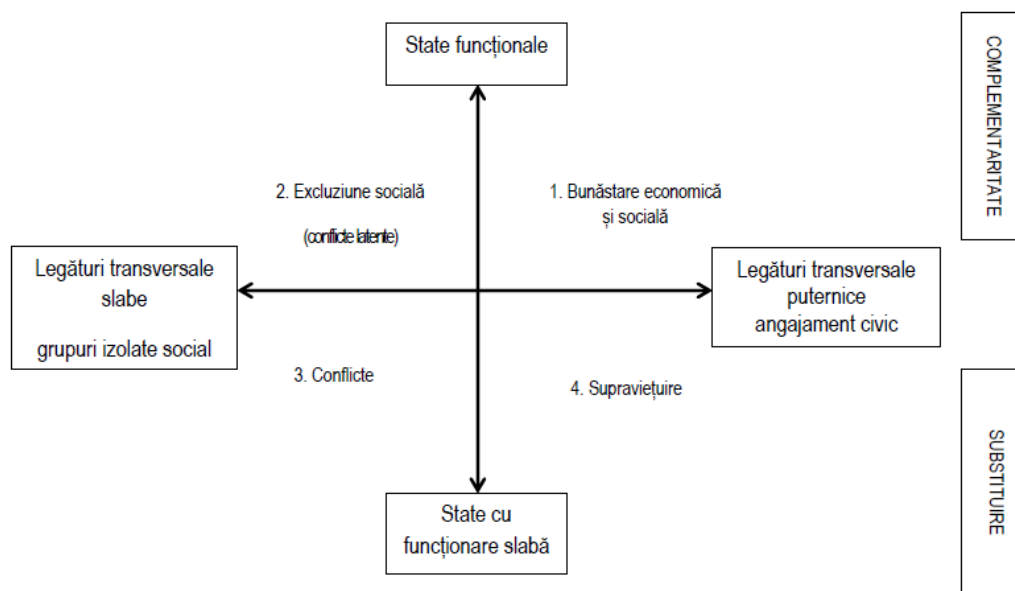 State funcționale
COMPLEMENTARITATE
2. Excluziune socială
(conflicte latente)
1. Bunăstare economică
și socială
Legături transversale
slabe
grupuri izolate social
Legături transversale
puternice
angajament civic
3. Conflicte
4. Supraviețuire
SUBSTITUIRE
State cu
funcționare slabă